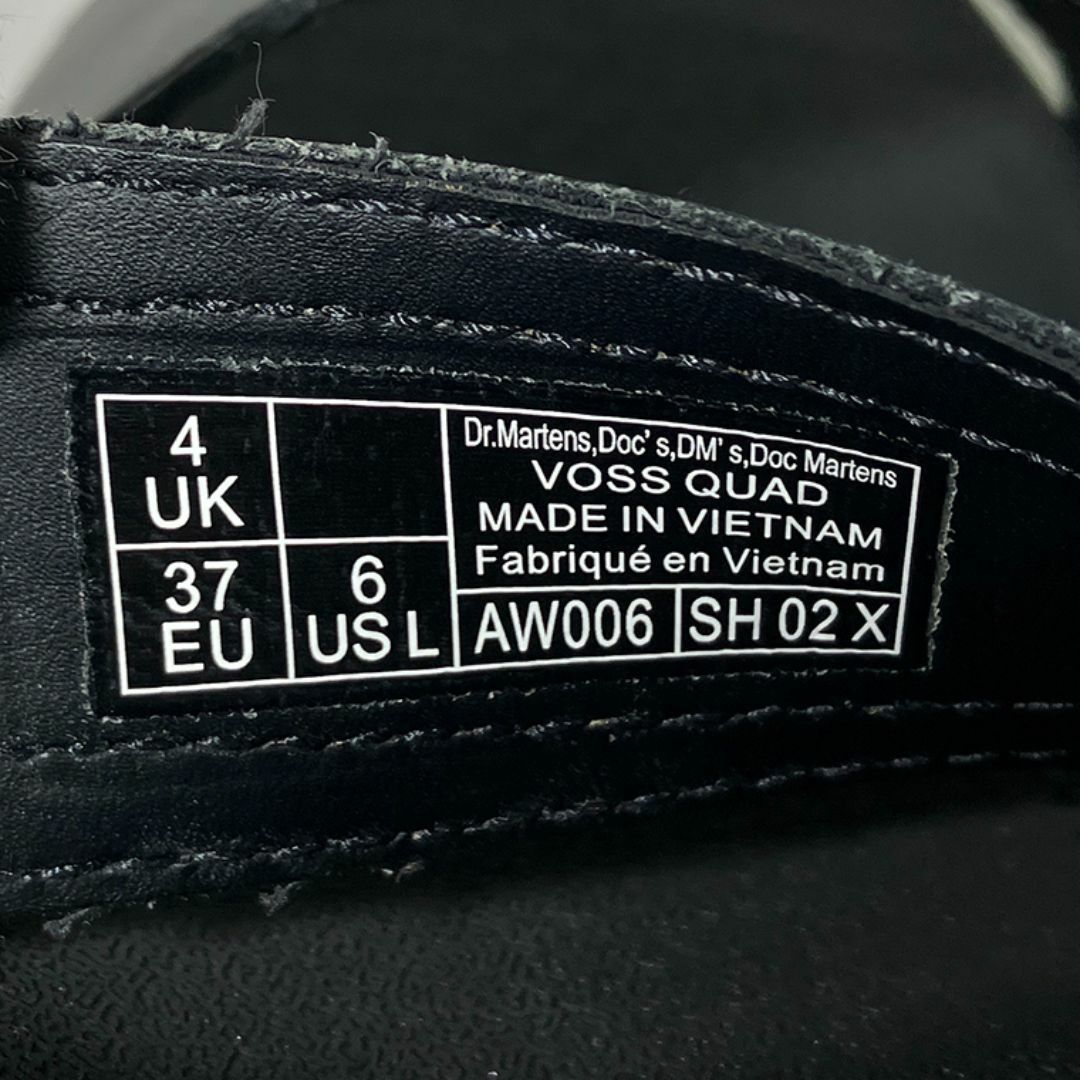 4
UK
37
EU
6
US L
Dr.Martens,Doc's,DM's,Doc Martens
VOSS QUAD
MADE IN VIETNAM
Fabriqué en Vietnam
AW006
SH 02 X